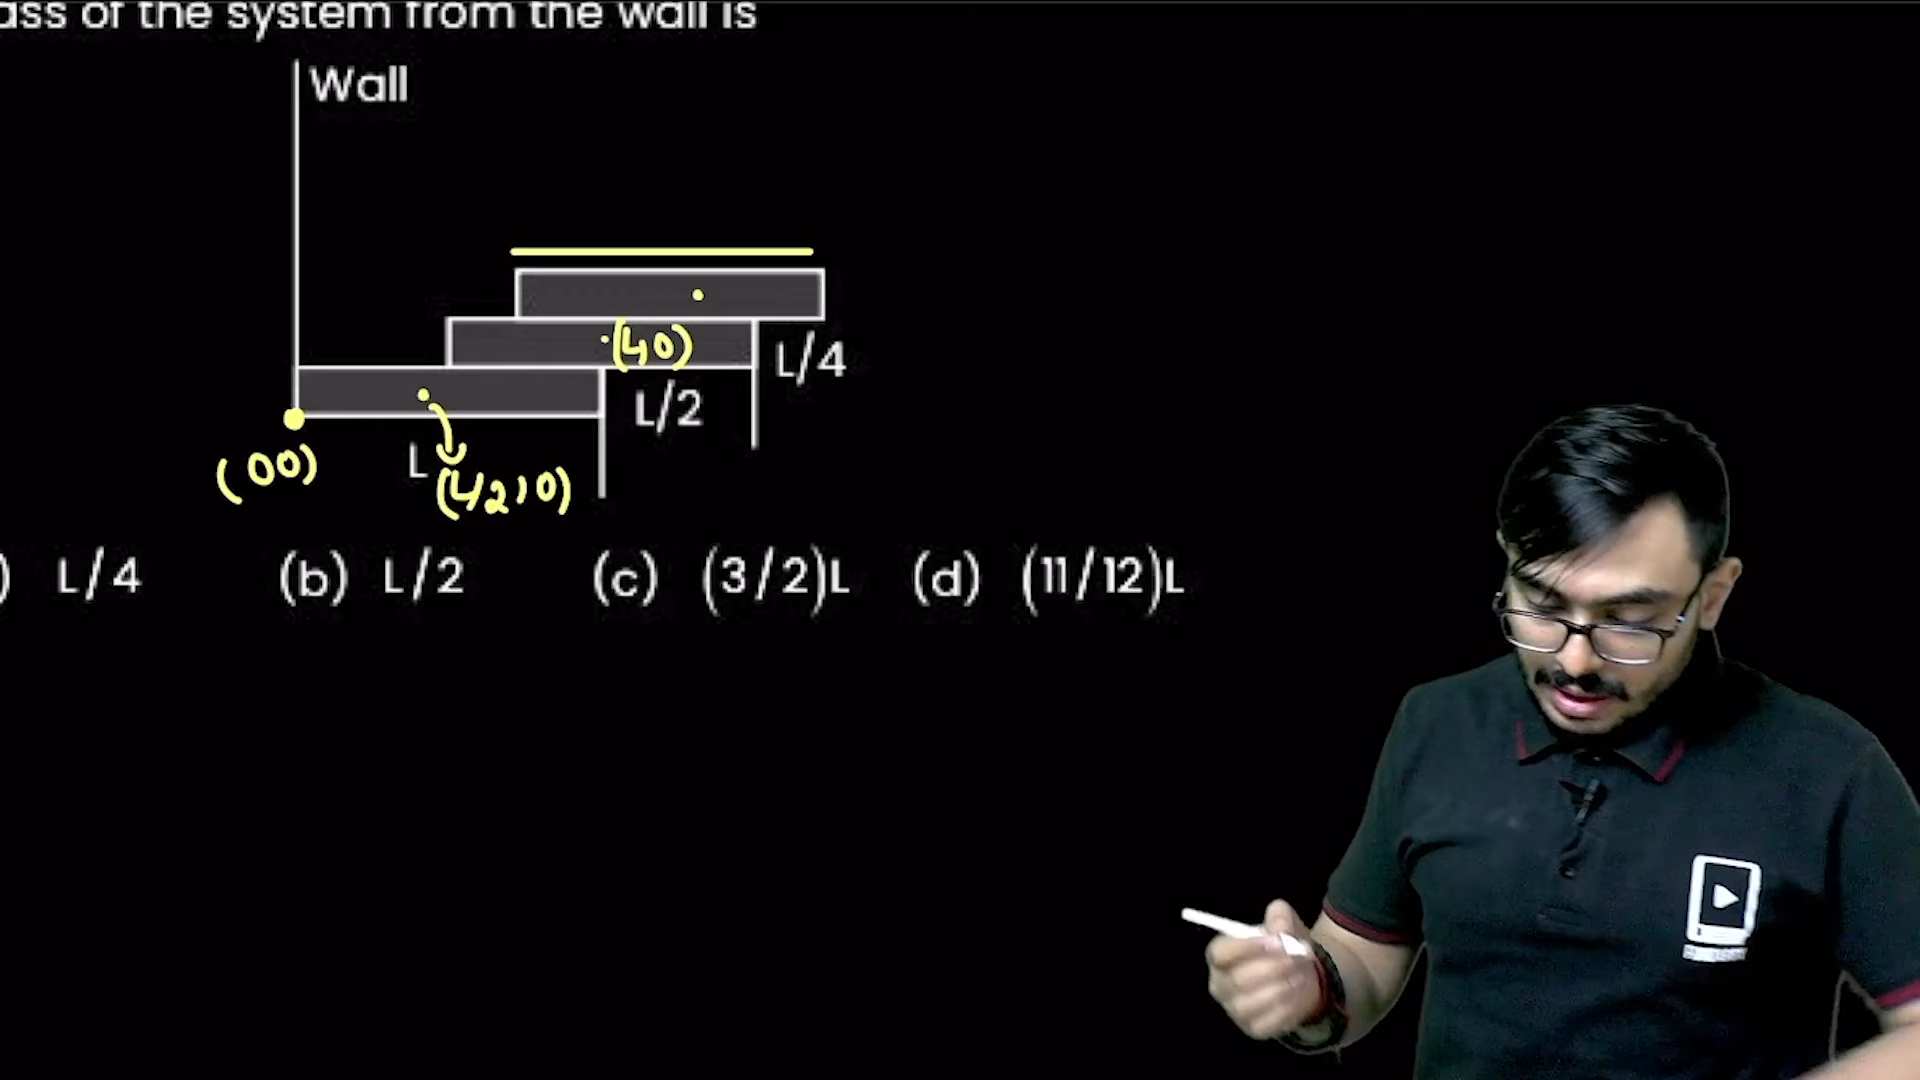 ass of the system from the wall is
Wall
(L,0)
L/4
L/2
(00)
L
(L/2,0)
) L/4 (b) L/2 (c) (3/2)L (d) (11/12)L